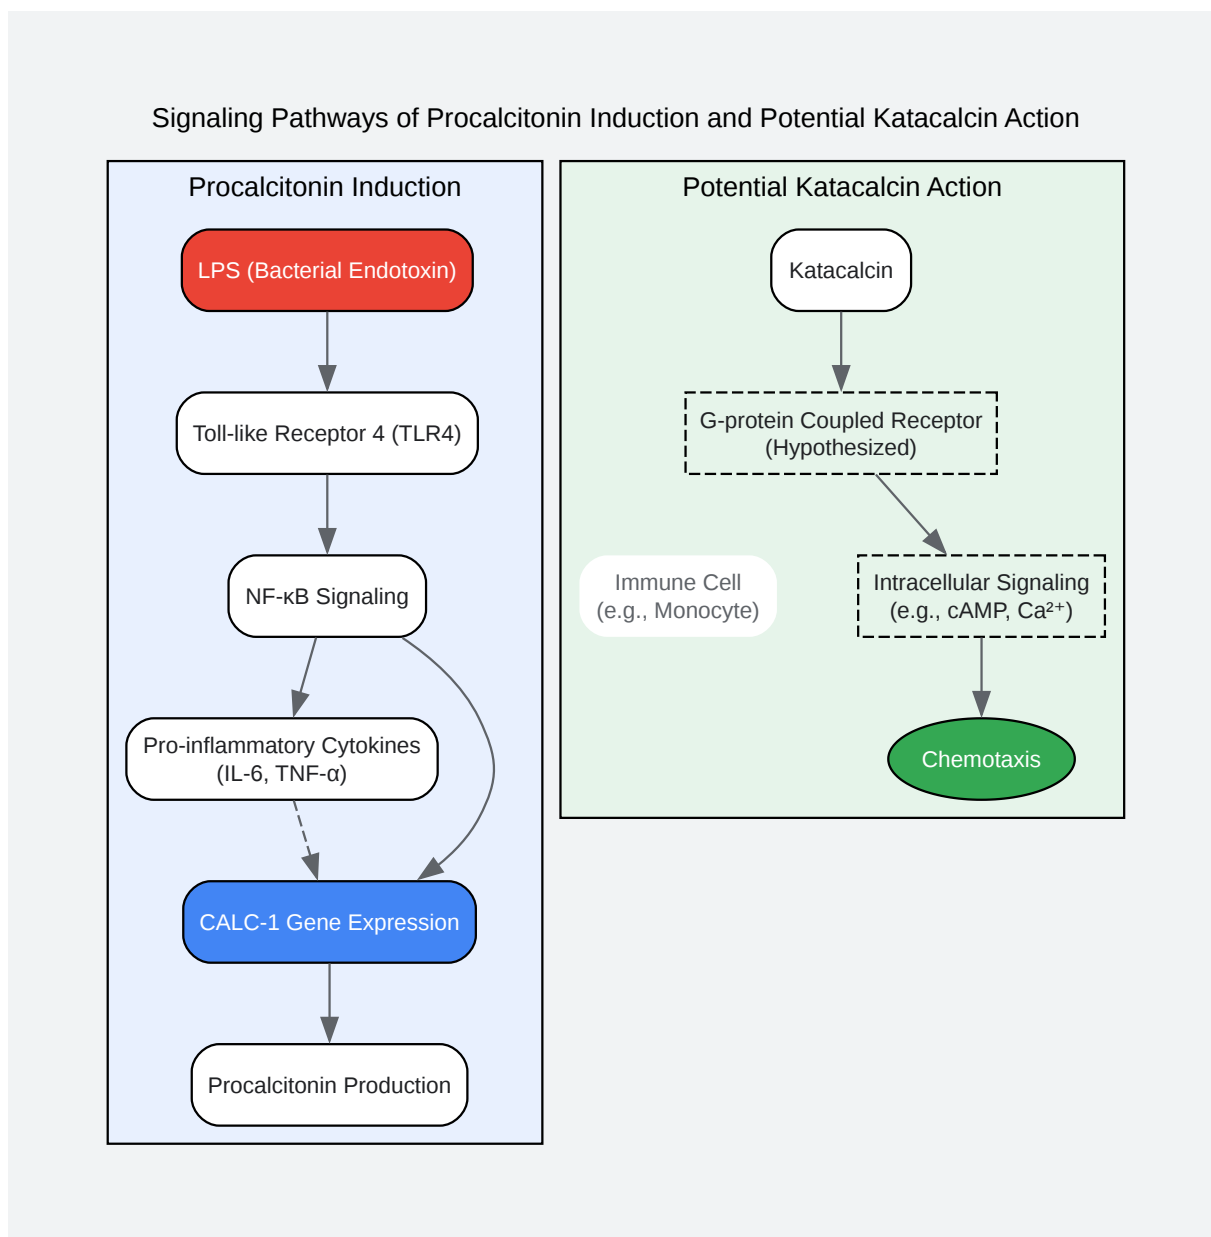 Signaling Pathways of Procalcitonin Induction and Potential Katacalcin Action
Procalcitonin Induction
LPS (Bacterial Endotoxin)
Toll-like Receptor 4 (TLR4)
NF-κB Signaling
Pro-inflammatory Cytokines
(IL-6, TNF-α)
CALC-1 Gene Expression
Procalcitonin Production
Potential Katacalcin Action
Katacalcin
G-protein Coupled Receptor
(Hypothesized)
Immune Cell
(e.g., Monocyte)
Intracellular Signaling
(e.g., cAMP, Ca²⁺)
Chemotaxis